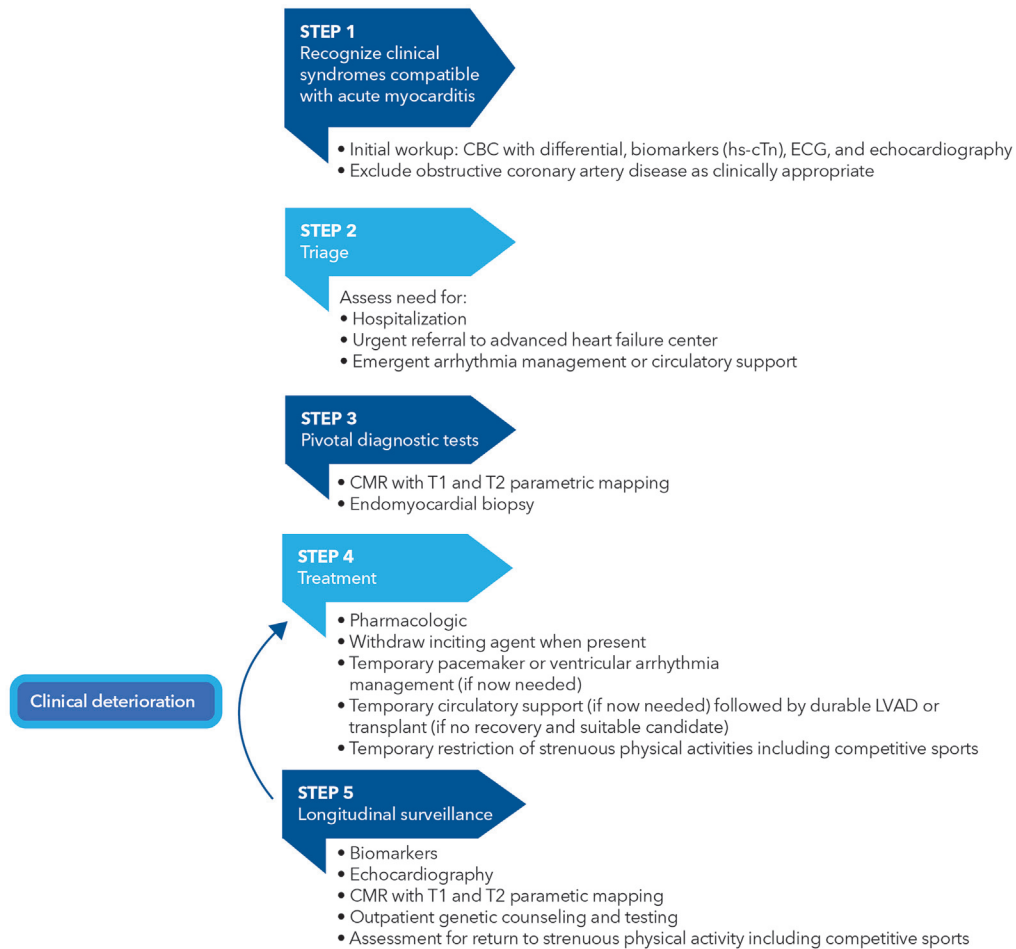 STEP 1
Recognize clinical
syndromes compatible
with acute myocarditis
• Initial workup: CBC with differential, biomarkers (hs-cTn), ECG, and echocardiography
• Exclude obstructive coronary artery disease as clinically appropriate
STEP 2
Triage
Assess need for:
• Hospitalization
• Urgent referral to advanced heart failure center
• Emergent arrhythmia management or circulatory support
STEP 3
Pivotal diagnostic tests
• CMR with T1 and T2 parametric mapping
• Endomyocardial biopsy
STEP 4
Treatment
• Pharmacologic
• Withdraw inciting agent when present
• Temporary pacemaker or ventricular arrhythmia
management (if now needed)
• Temporary circulatory support (if now needed) followed by durable LVAD or
transplant (if no recovery and suitable candidate)
• Temporary restriction of strenuous physical activities including competitive sports
Clinical deterioration
STEP 5
Longitudinal surveillance
• Biomarkers
• Echocardiography
• CMR with T1 and T2 parametic mapping
• Outpatient genetic counseling and testing
• Assessment for return to strenuous physical activity including competitive sports